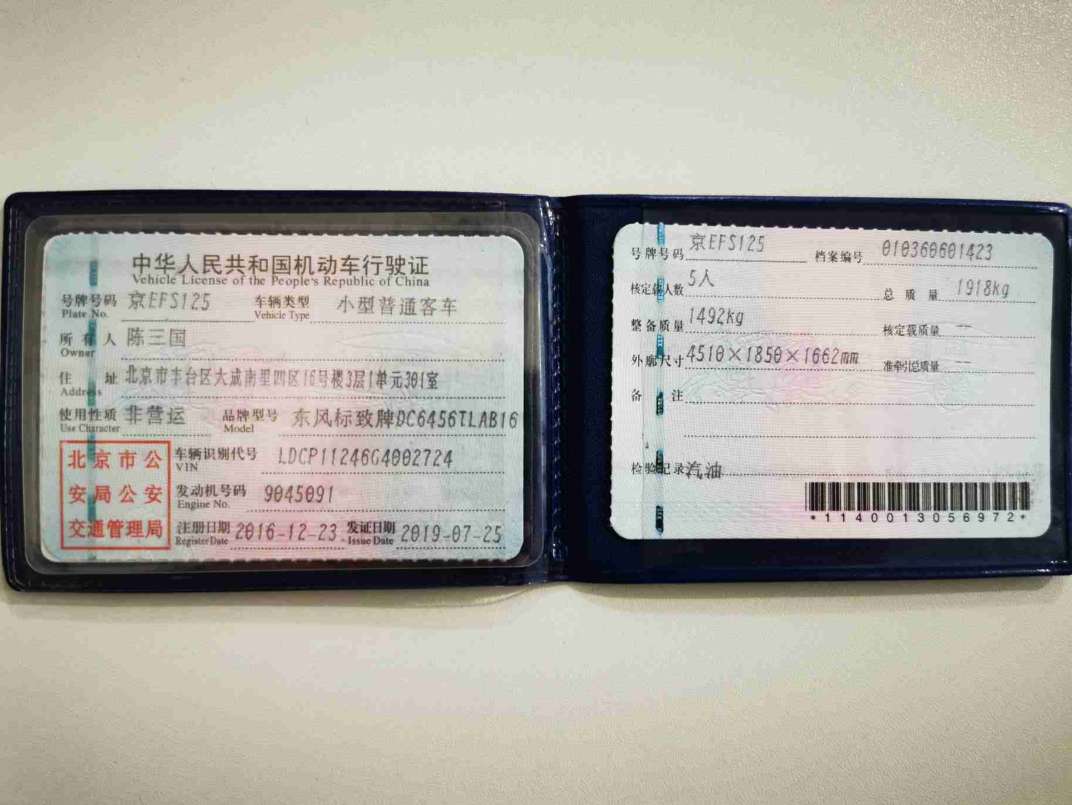 中华人民共和国机动车行驶证
Vehicle License of the People's Republic of China
号牌号码 京EFS125 车辆类型 小型普通客车
Plate No. Vehicle Type
所有人 陈三国
Owner
住址 北京市丰台区大成南里四区16号楼3层1单元301室
Address
使用性质 非营运 品牌型号 东风标致牌DC6456TLAB16
Use Character Model
北京市公安局公安交通管理局
车辆识别代号 LDCP11246G4002724
VIN
发动机号码 9045091
Engine No.
注册日期 2016-12-23 发证日期 2019-07-25
Register Date Issue Date
号牌号码 京EFS125 档案编号 010360601423
核定载人数 5人 总质量 1918kg
整备质量 1492kg 核定载质量 --
外廓尺寸 4510×1850×1662㎜ 准牵引总质量 --
备注
检验记录 汽油
*1140013056972*